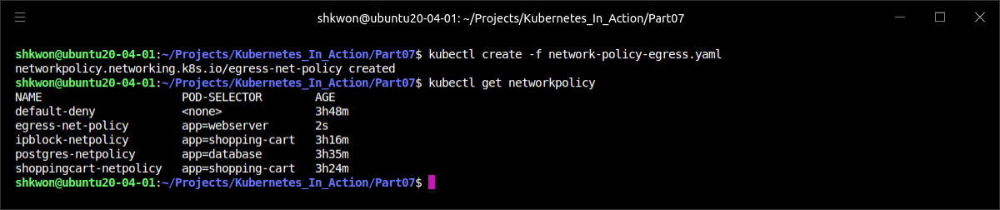 shkwon@ubuntu20-04-01: ~/Projects/Kubernetes_In_Action/Part07
shkwon@ubuntu20-04-01:~/Projects/Kubernetes_In_Action/Part07$ kubectl create -f network-policy-egress.yaml
networkpolicy.networking.k8s.io/egress-net-policy created
shkwon@ubuntu20-04-01:~/Projects/Kubernetes_In_Action/Part07$ kubectl get networkpolicy
NAME                     POD-SELECTOR        AGE
default-deny             <none>              3h48m
egress-net-policy        app=webserver       2s
ipblock-netpolicy        app=shopping-cart   3h16m
postgres-netpolicy       app=database        3h35m
shoppingcart-netpolicy   app=shopping-cart   3h24m
shkwon@ubuntu20-04-01:~/Projects/Kubernetes_In_Action/Part07$